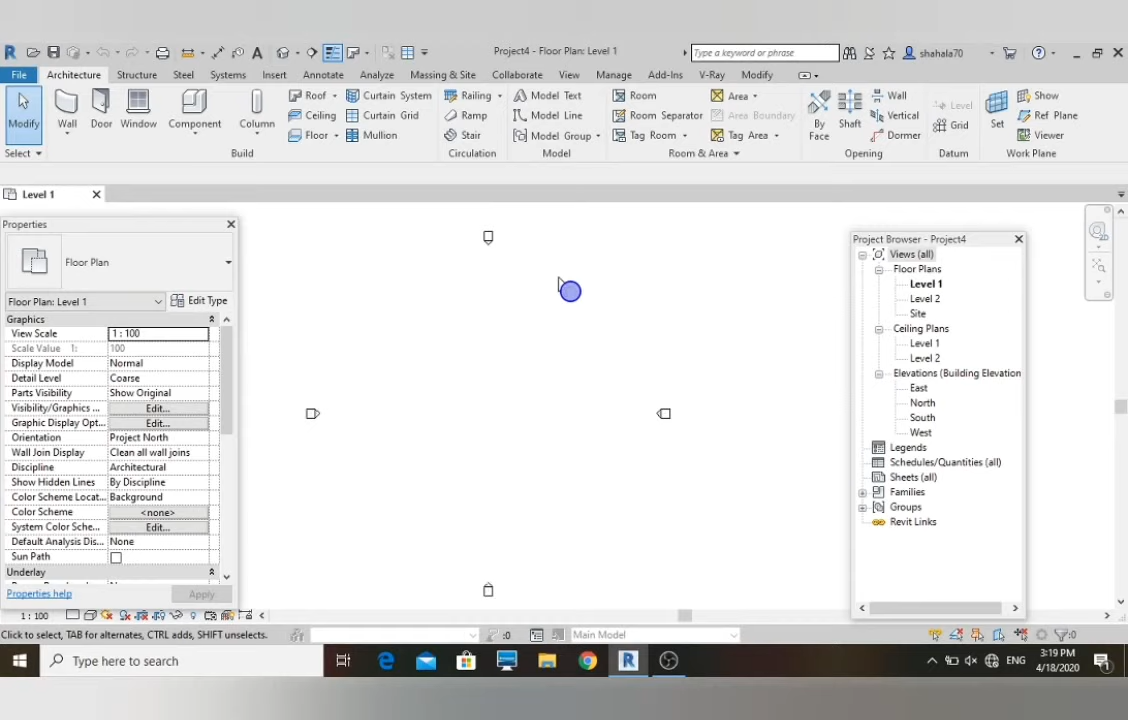 Project4 - Floor Plan: Level 1
Type a keyword or phrase
shahala70
File Architecture Structure Steel Systems Insert Annotate Analyze Massing & Site Collaborate View Manage Add-Ins V-Ray Modify
Modify
Wall
Door
Window
Component
Column
Roof
Ceiling
Floor
Curtain System
Curtain Grid
Mullion
Railing
Ramp
Stair
Model Text
Model Line
Model Group
Room
Room Separator
Tag Room
Area
Area Boundary
Tag Area
By
Face
Shaft
Wall
Vertical
Dormer
Level
Grid
Set
Show
Ref Plane
Viewer
Select Build Circulation Model Room & Area Opening Datum Work Plane
Level 1
Properties
Floor Plan
Floor Plan: Level 1 Edit Type
Graphics
View Scale 1 : 100
Scale Value 1: 100
Display Model Normal
Detail Level Coarse
Parts Visibility Show Original
Visibility/Graphics ... Edit...
Graphic Display Opt... Edit...
Orientation Project North
Wall Join Display Clean all wall joins
Discipline Architectural
Show Hidden Lines By Discipline
Color Scheme Locat... Background
Color Scheme <none>
System Color Sche... Edit...
Default Analysis Dis... None
Sun Path
Underlay
Properties help Apply
Project Browser - Project4
Views (all)
Floor Plans
Level 1
Level 2
Site
Ceiling Plans
Level 1
Level 2
Elevations (Building Elevation
East
North
South
West
Legends
Schedules/Quantities (all)
Sheets (all)
Families
Groups
Revit Links
2D
1 : 100
Click to select, TAB for alternates, CTRL adds, SHIFT unselects.
:0
Main Model
:0
Type here to search
ENG
3:19 PM
4/18/2020